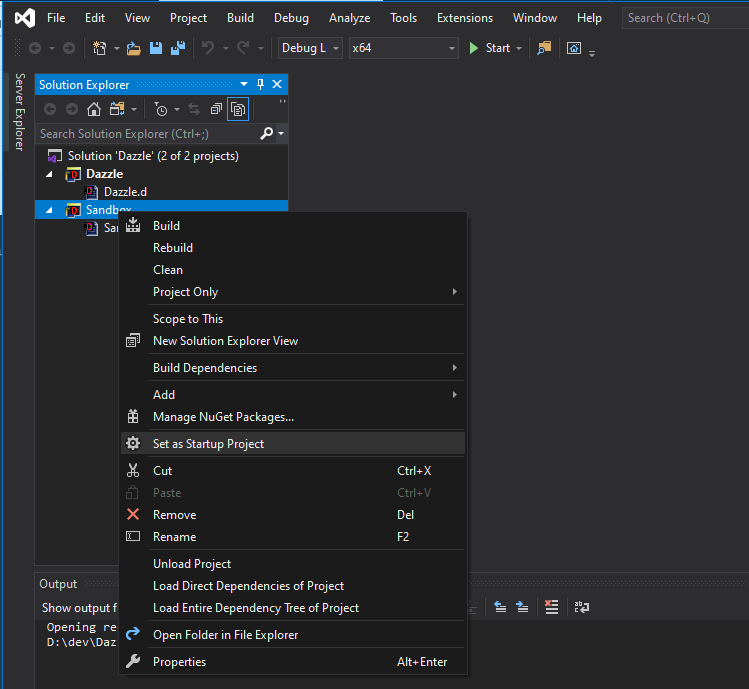 File Edit View Project Build Debug Analyze Tools Extensions Window Help Search (Ctrl+Q)
Debug L x64 Start
Server Explorer
Solution Explorer
Search Solution Explorer (Ctrl+;)
Solution 'Dazzle' (2 of 2 projects)
Dazzle
Dazzle.d
Sandbox
Sa
Build
Rebuild
Clean
Project Only
Scope to This
New Solution Explorer View
Build Dependencies
Add
Manage NuGet Packages...
Set as Startup Project
Cut Ctrl+X
Paste Ctrl+V
Remove Del
Rename F2
Unload Project
Load Direct Dependencies of Project
Load Entire Dependency Tree of Project
Open Folder in File Explorer
Properties Alt+Enter
Output
Show output f
Opening re
D:\dev\Daz